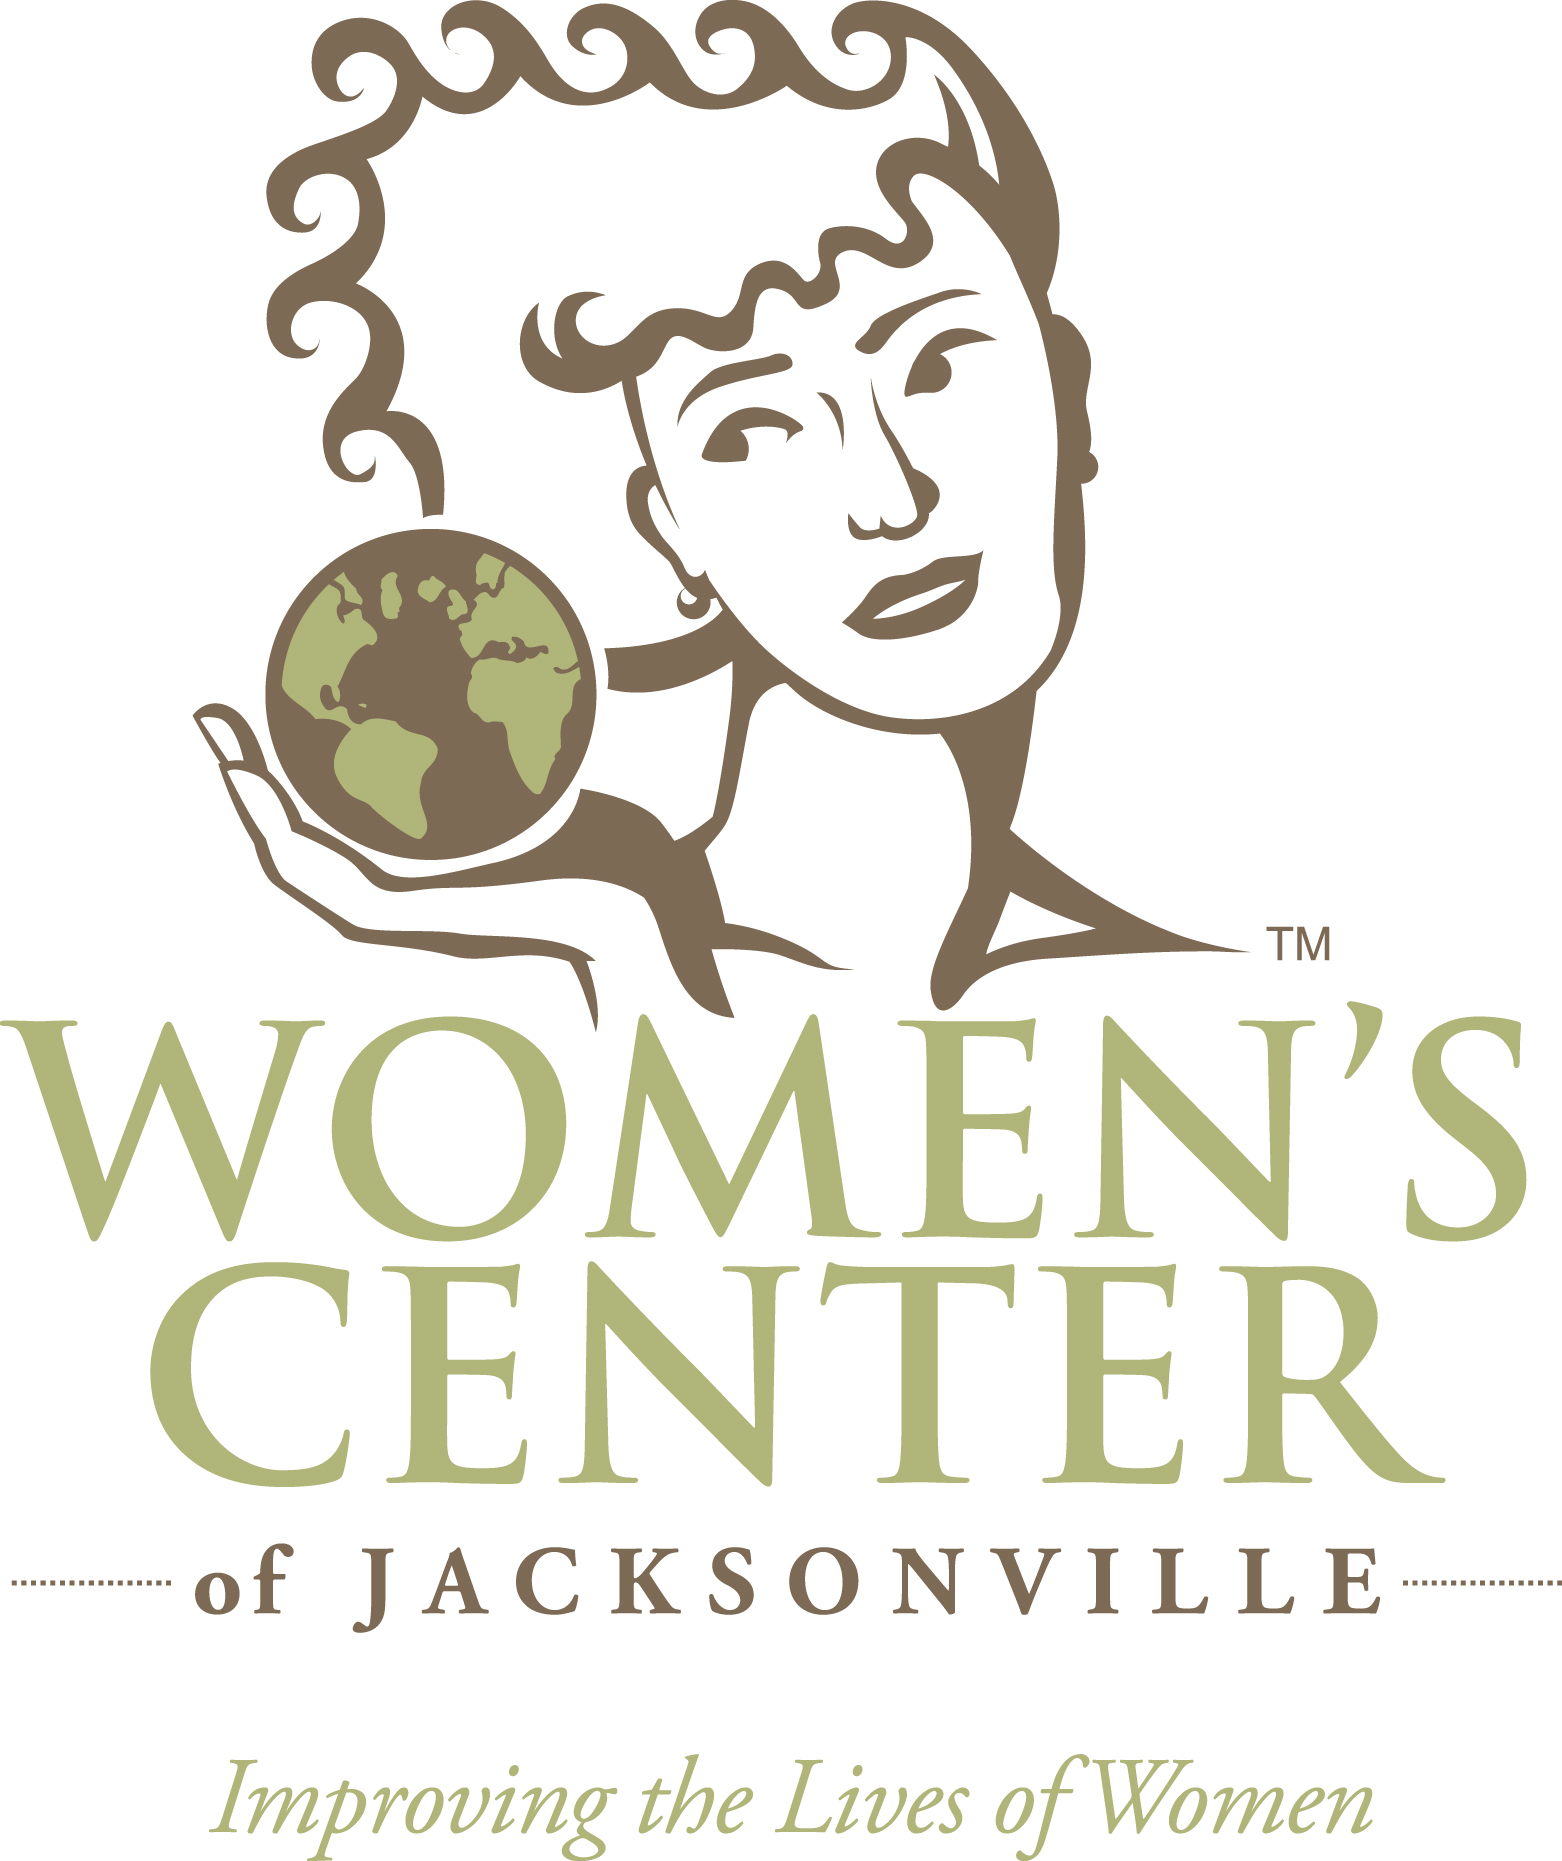 TM
WOMEN'S
CENTER
of JACKSONVILLE
Improving the Lives of Women